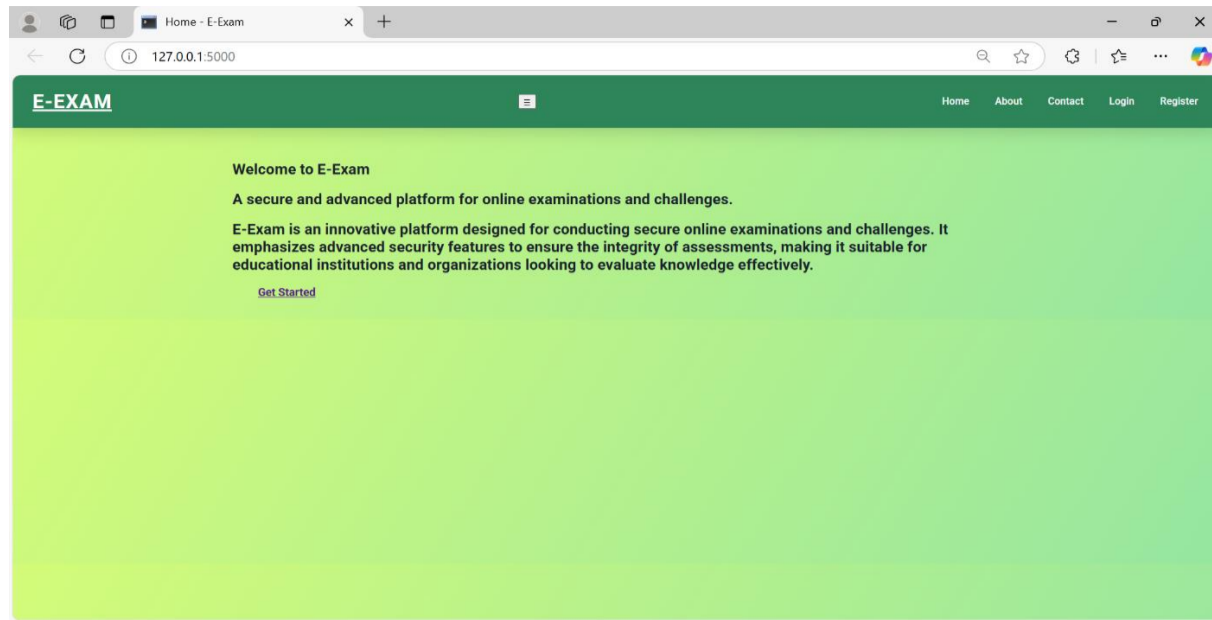 Home - E-Exam
127.0.0.1:5000
E-EXAM
Home About Contact Login Register
Welcome to E-Exam
A secure and advanced platform for online examinations and challenges.
E-Exam is an innovative platform designed for conducting secure online examinations and challenges. It
emphasizes advanced security features to ensure the integrity of assessments, making it suitable for
educational institutions and organizations looking to evaluate knowledge effectively.
Get Started